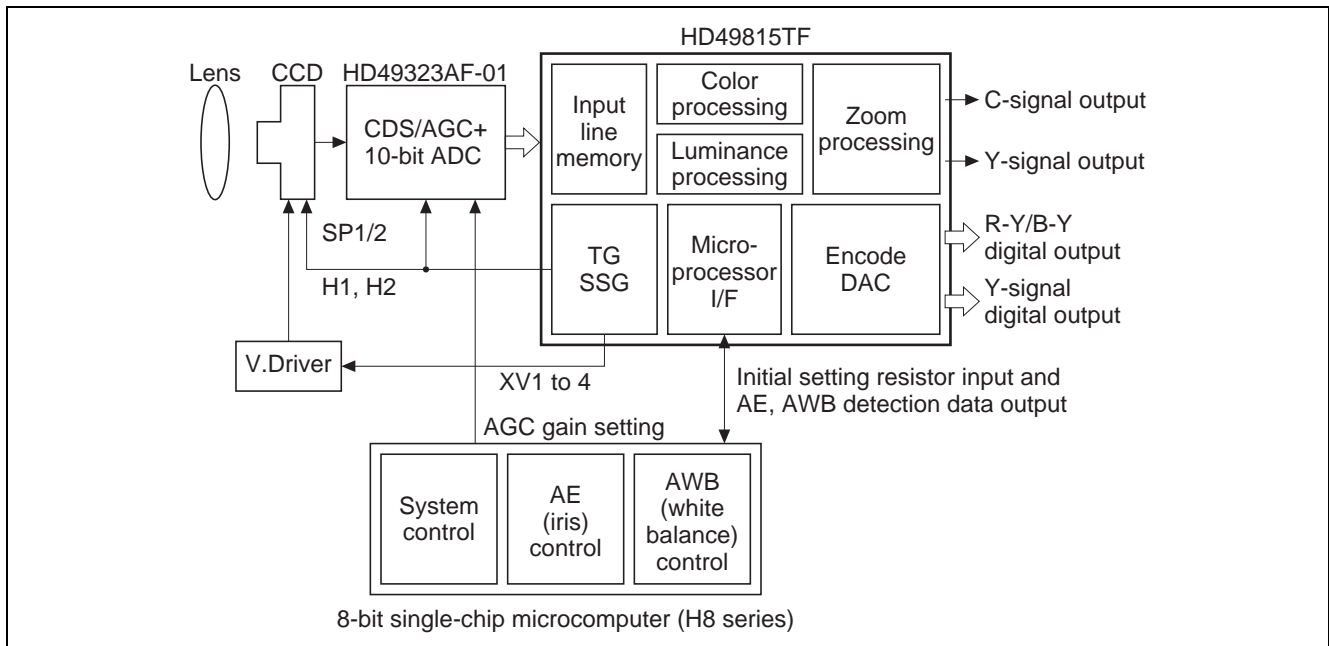 HD49815TF
Lens
CCD
HD49323AF-01
CDS/AGC+
10-bit ADC
Input
line
memory
Color
processing
Luminance
processing
Zoom
processing
C-signal output
Y-signal output
SP1/2
H1, H2
TG
SSG
Micro-
processor
I/F
Encode
DAC
R-Y/B-Y
digital output
Y-signal
digital output
V.Driver
XV1 to 4
Initial setting resistor input and
AE, AWB detection data output
AGC gain setting
System
control
AE
(iris)
control
AWB
(white
balance)
control
8-bit single-chip microcomputer (H8 series)